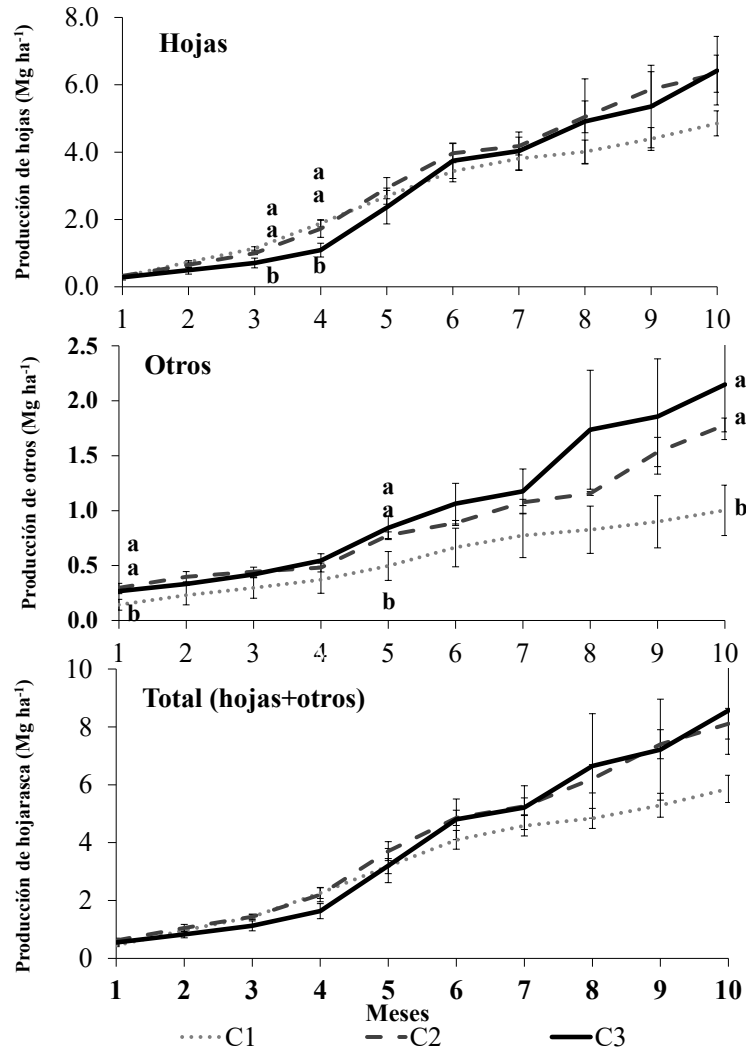 Hojas
Producción de hojas (Mg ha⁻¹)
8.0
6.0
4.0
2.0
0.0
a
a
a
a
b
b
1 2 3 4 5 6 7 8 9 10
Otros
Producción de otros (Mg ha⁻¹)
2.5
2.0
1.5
1.0
0.5
0.0
a
a
b
a
a
b
a
a
b
1 2 3 4 5 6 7 8 9 10
Total (hojas+otros)
Producción de hojarasca (Mg ha⁻¹)
10
8
6
4
2
0
1 2 3 4 5 6 7 8 9 10
Meses
C1 C2 C3